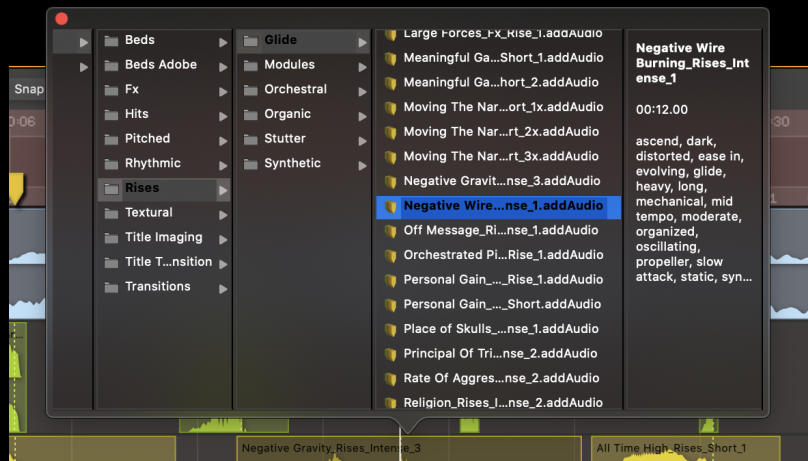 Snap
0:06
:30
1
Beds
Beds Adobe
Fx
Hits
Pitched
Rhythmic
Rises
Textural
Title Imaging
Title T...nsition
Transitions
Glide
Modules
Orchestral
Organic
Stutter
Synthetic
Large Forces_Fx_Rise_1.addAudio
Meaningful Ga...Short_1.addAudio
Meaningful Ga...hort_2.addAudio
Moving The Nar...ort_1x.addAudio
Moving The Nar...rt_2x.addAudio
Moving The Nar...rt_3x.addAudio
Negative Gravit...nse_3.addAudio
Negative Wire...nse_1.addAudio
Off Message_Ri...nse_1.addAudio
Orchestrated Pi...Rise_1.addAudio
Personal Gain_..._Rise_1.addAudio
Personal Gain_..._Short.addAudio
Place of Skulls_...nse_1.addAudio
Principal Of Tri...nse_2.addAudio
Rate Of Aggres...nse_2.addAudio
Religion_Rises_I...nse_2.addAudio
Negative Wire
Burning_Rises_Int
ense_1
00:12.00
ascend, dark,
distorted, ease in,
evolving, glide,
heavy, long,
mechanical, mid
tempo, moderate,
organized,
oscillating,
propeller, slow
attack, static, syn...
Negative Gravity_Rises_Intense_3
All Time High_Rises_Short_1